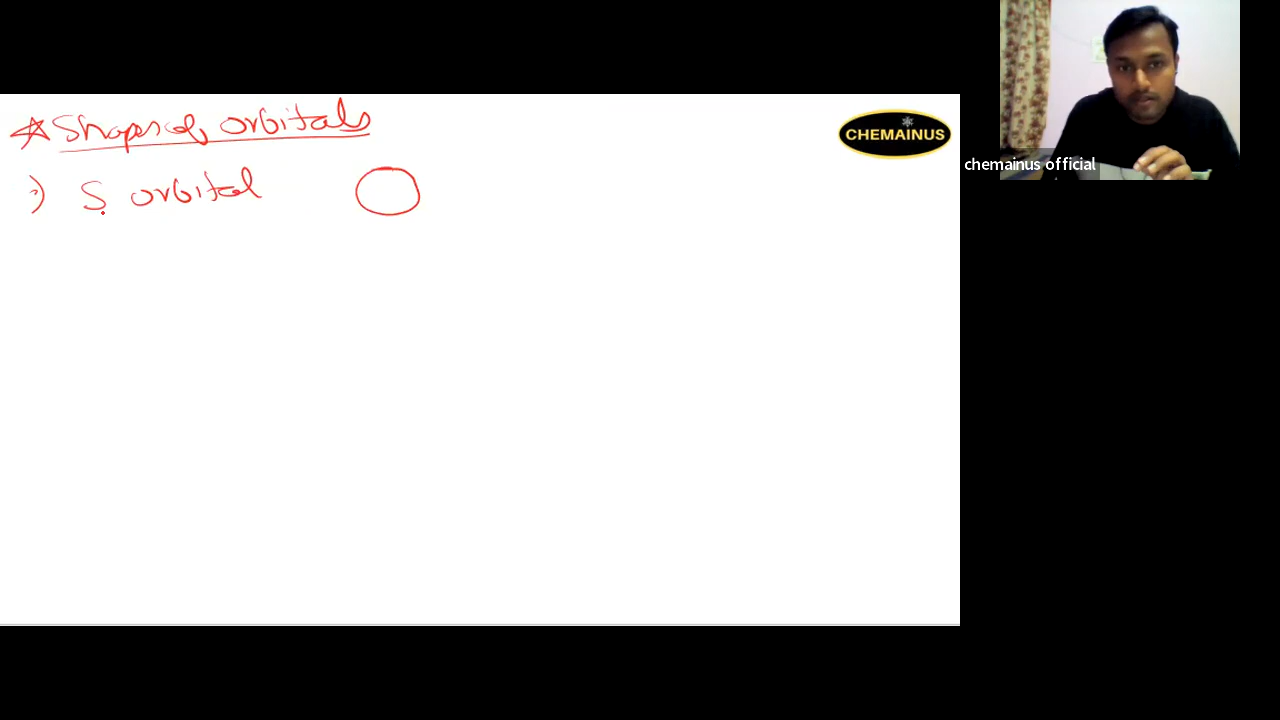 ☆ Shapes of orbitals
CHEMAINUS
chemainus official
:) S orbital